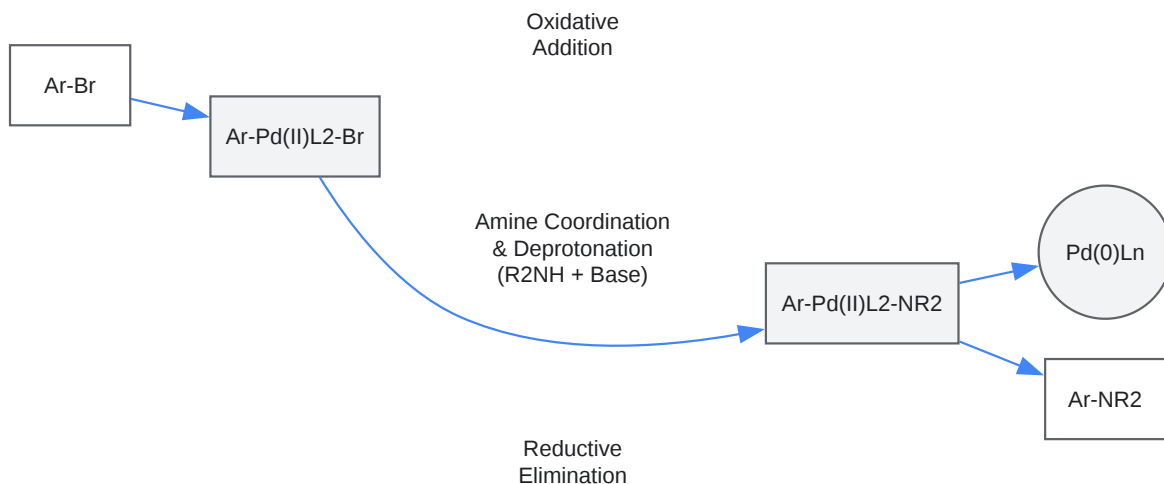 Oxidative
Addition
Ar-Br
Ar-Pd(II)L2-Br
Amine Coordination
& Deprotonation
(R2NH + Base)
Pd(0)Ln
Ar-Pd(II)L2-NR2
Ar-NR2
Reductive
Elimination